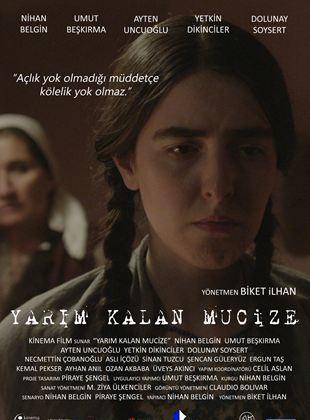 NİHAN BELGİN
UMUT BEŞKIRMA
AYTEN UNCUOĞLU
YETKİN DİKİNCİLER
DOLUNAY SOYSERT
"Açlık yok olmadığı müddetçe
kölelik yok olmaz."
YÖNETMEN BİKET İLHAN
YARIM KALAN MUCİZE
KİNEMA FİLM SUNAR "YARIM KALAN MUCİZE" NİHAN BELGİN UMUT BEŞKIRMA
AYTEN UNCUOĞLU YETKİN DİKİNCİLER DOLUNAY SOYSERT
NECMETTİN ÇOBANOĞLU ASLI İÇÖZÜ SİNAN TUZCU ŞENCAN GÜLERYÜZ ERGUN TAŞ
KEMAL PEKSER AYHAN ANIL OZAN AKBABA ÜVEYS AKINCI YAPIM KOORDİNATÖRÜ CELİL ASLAN
PROJE TASARIMI PİRAYE ŞENGEL UYGULAYICI YAPIMCI UMUT BEŞKIRMA KURGU NİHAN BELGİN
SANAT YÖNETMENİ M. ZİYA ÜLKENCİLER GÖRÜNTÜ YÖNETMENİ CLAUDIO BOLIVAR
SENARYO NİHAN BELGİN PİRAYE ŞENGEL YAPIMCI NİHAN BELGİN YÖNETMEN BİKET İLHAN